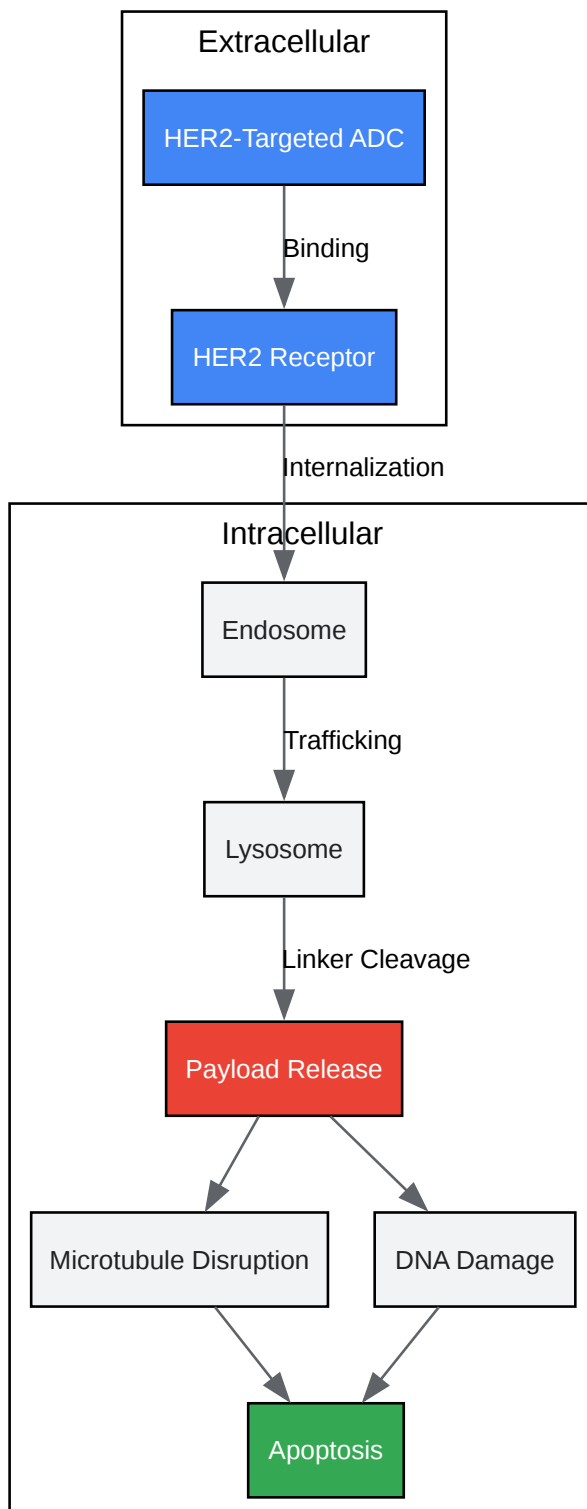 Extracellular
HER2-Targeted ADC
Binding
HER2 Receptor
Internalization
Intracellular
Endosome
Trafficking
Lysosome
Linker Cleavage
Payload Release
Microtubule Disruption
DNA Damage
Apoptosis